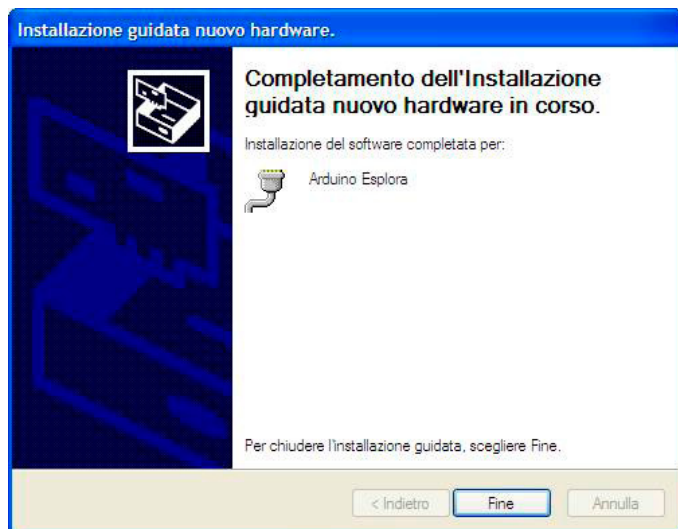 Installazione guidata nuovo hardware.
Completamento dell'Installazione
guidata nuovo hardware in corso.
Installazione del software completata per:
Arduino Esplora
Per chiudere l'installazione guidata, scegliere Fine.
< Indietro Fine Annulla